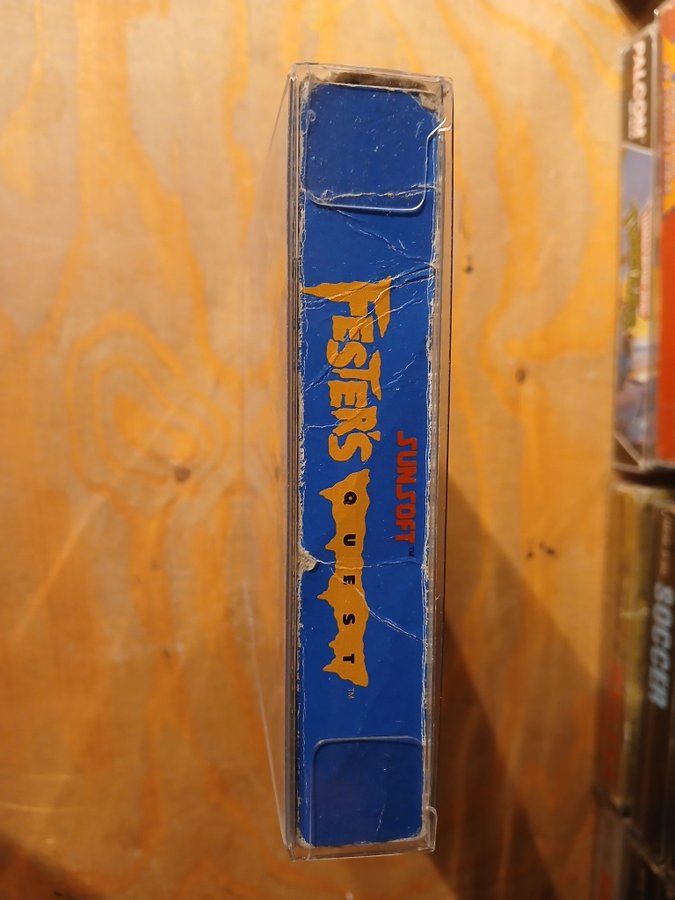 FESTER'S
QUEST™
SUNSOFT™
PALCOM
SOCCER